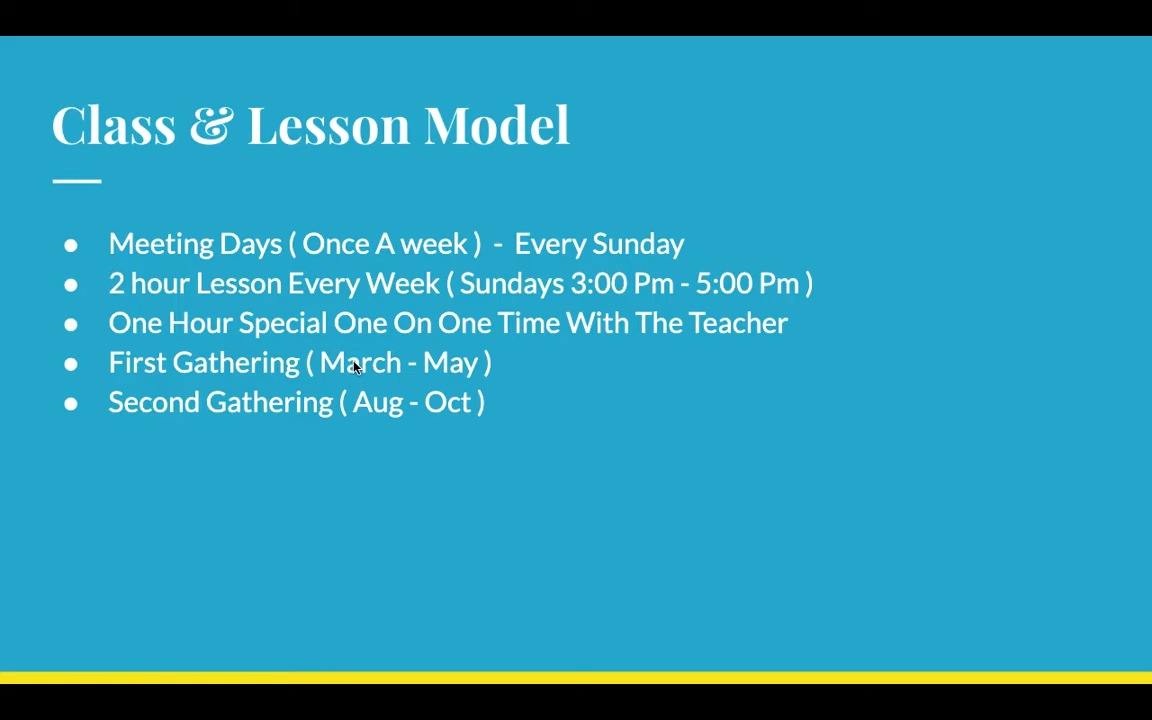 Class & Lesson Model
● Meeting Days ( Once A week ) - Every Sunday
● 2 hour Lesson Every Week ( Sundays 3:00 Pm - 5:00 Pm )
● One Hour Special One On One Time With The Teacher
● First Gathering ( March - May )
● Second Gathering ( Aug - Oct )